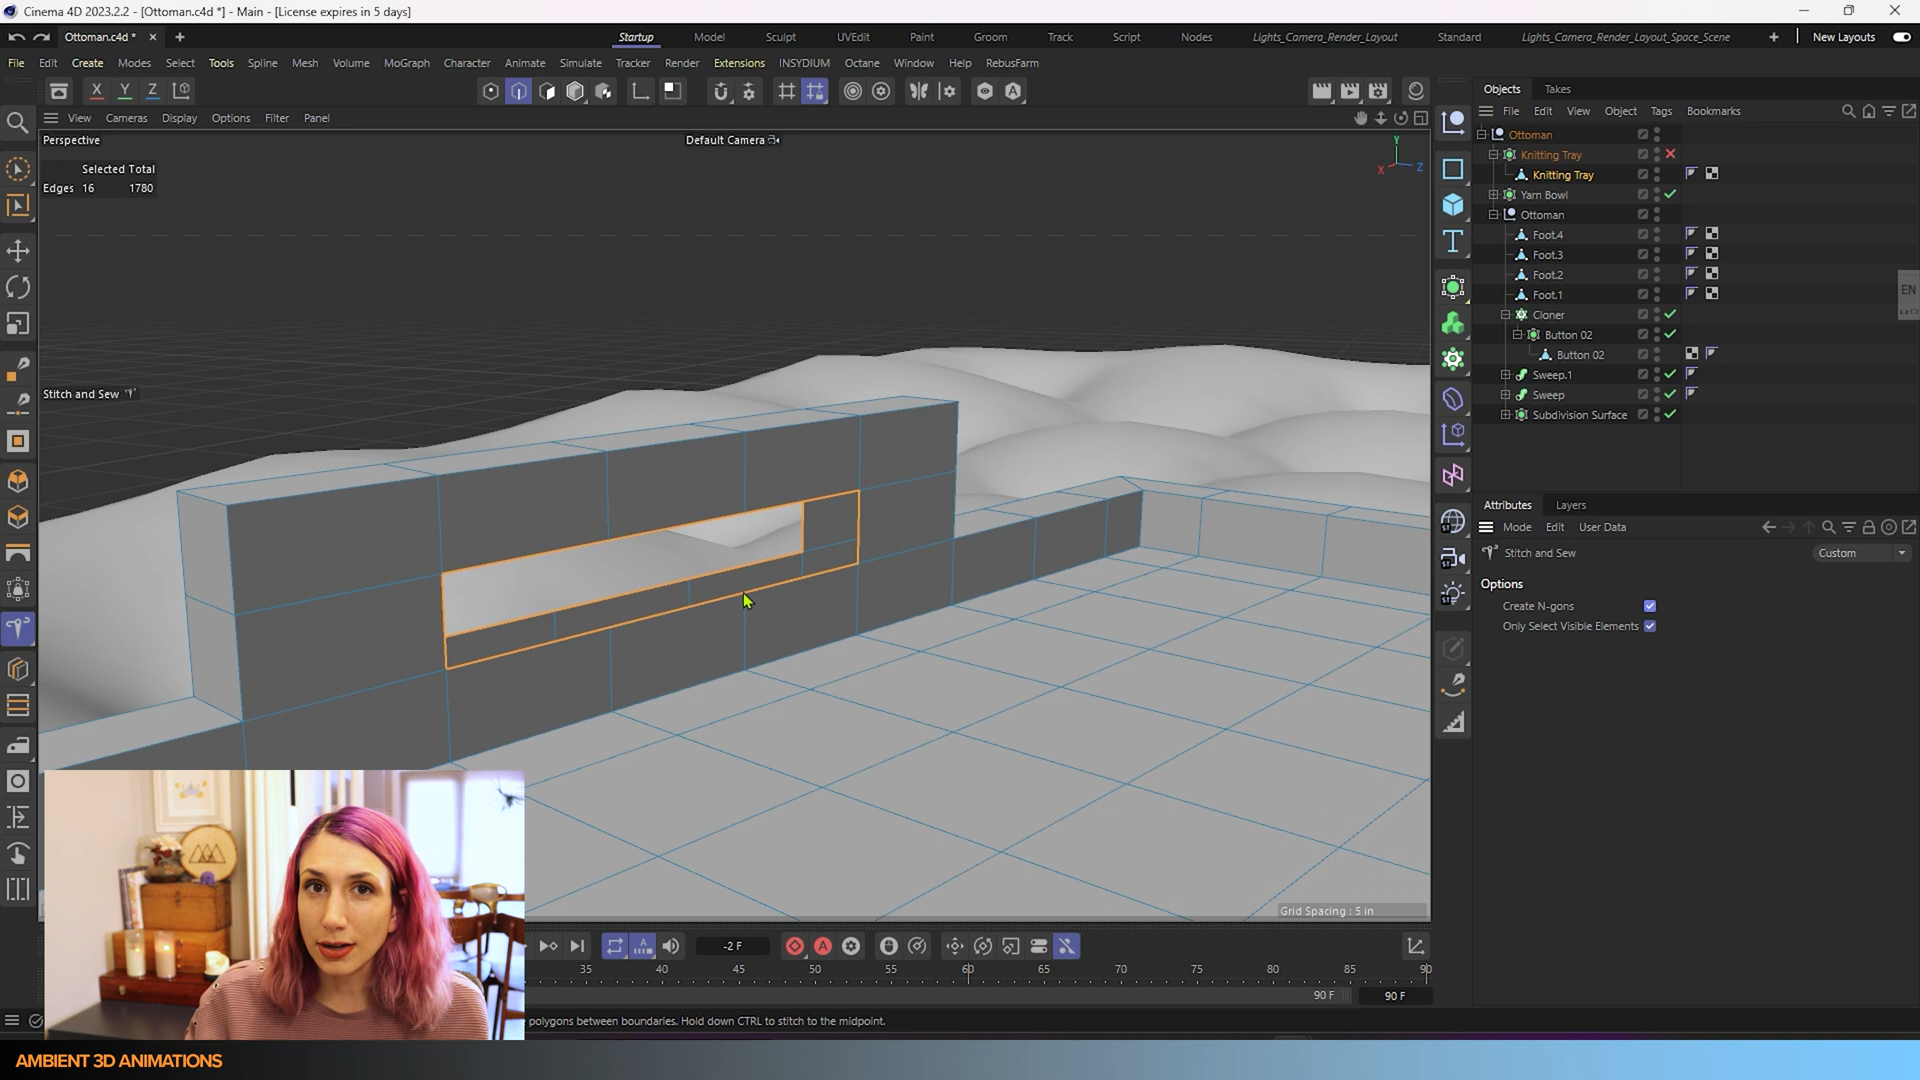 Cinema 4D 2023.2.2 - [Ottoman.c4d *] - Main - [License expires in 5 days]
Ottoman.c4d *
Startup Model Sculpt UVEdit Paint Groom Track Script Nodes Lights_Camera_Render_Layout Standard Lights_Camera_Render_Layout_Space_Scene New Layouts
File Edit Create Modes Select Tools Spline Mesh Volume MoGraph Character Animate Simulate Tracker Render Extensions INSYDIUM Octane Window Help RebusFarm
X Y Z
View Cameras Display Options Filter Panel
Perspective
Default Camera
Y
X
Z
Selected Total
Edges 16 1780
Stitch and Sew
Grid Spacing : 5 in
Objects Takes
File Edit View Object Tags Bookmarks
Ottoman
Knitting Tray
Knitting Tray
Yarn Bowl
Ottoman
Foot.4
Foot.3
Foot.2
Foot.1
Cloner
Button 02
Button 02
Sweep.1
Sweep
Subdivision Surface
EN
Attributes Layers
Mode Edit User Data
Stitch and Sew
Custom
Options
Create N-gons
Only Select Visible Elements
-2 F
35 40 45 50 55 60 65 70 75 80 85 90
90 F 90 F
polygons between boundaries. Hold down CTRL to stitch to the midpoint.
AMBIENT 3D ANIMATIONS